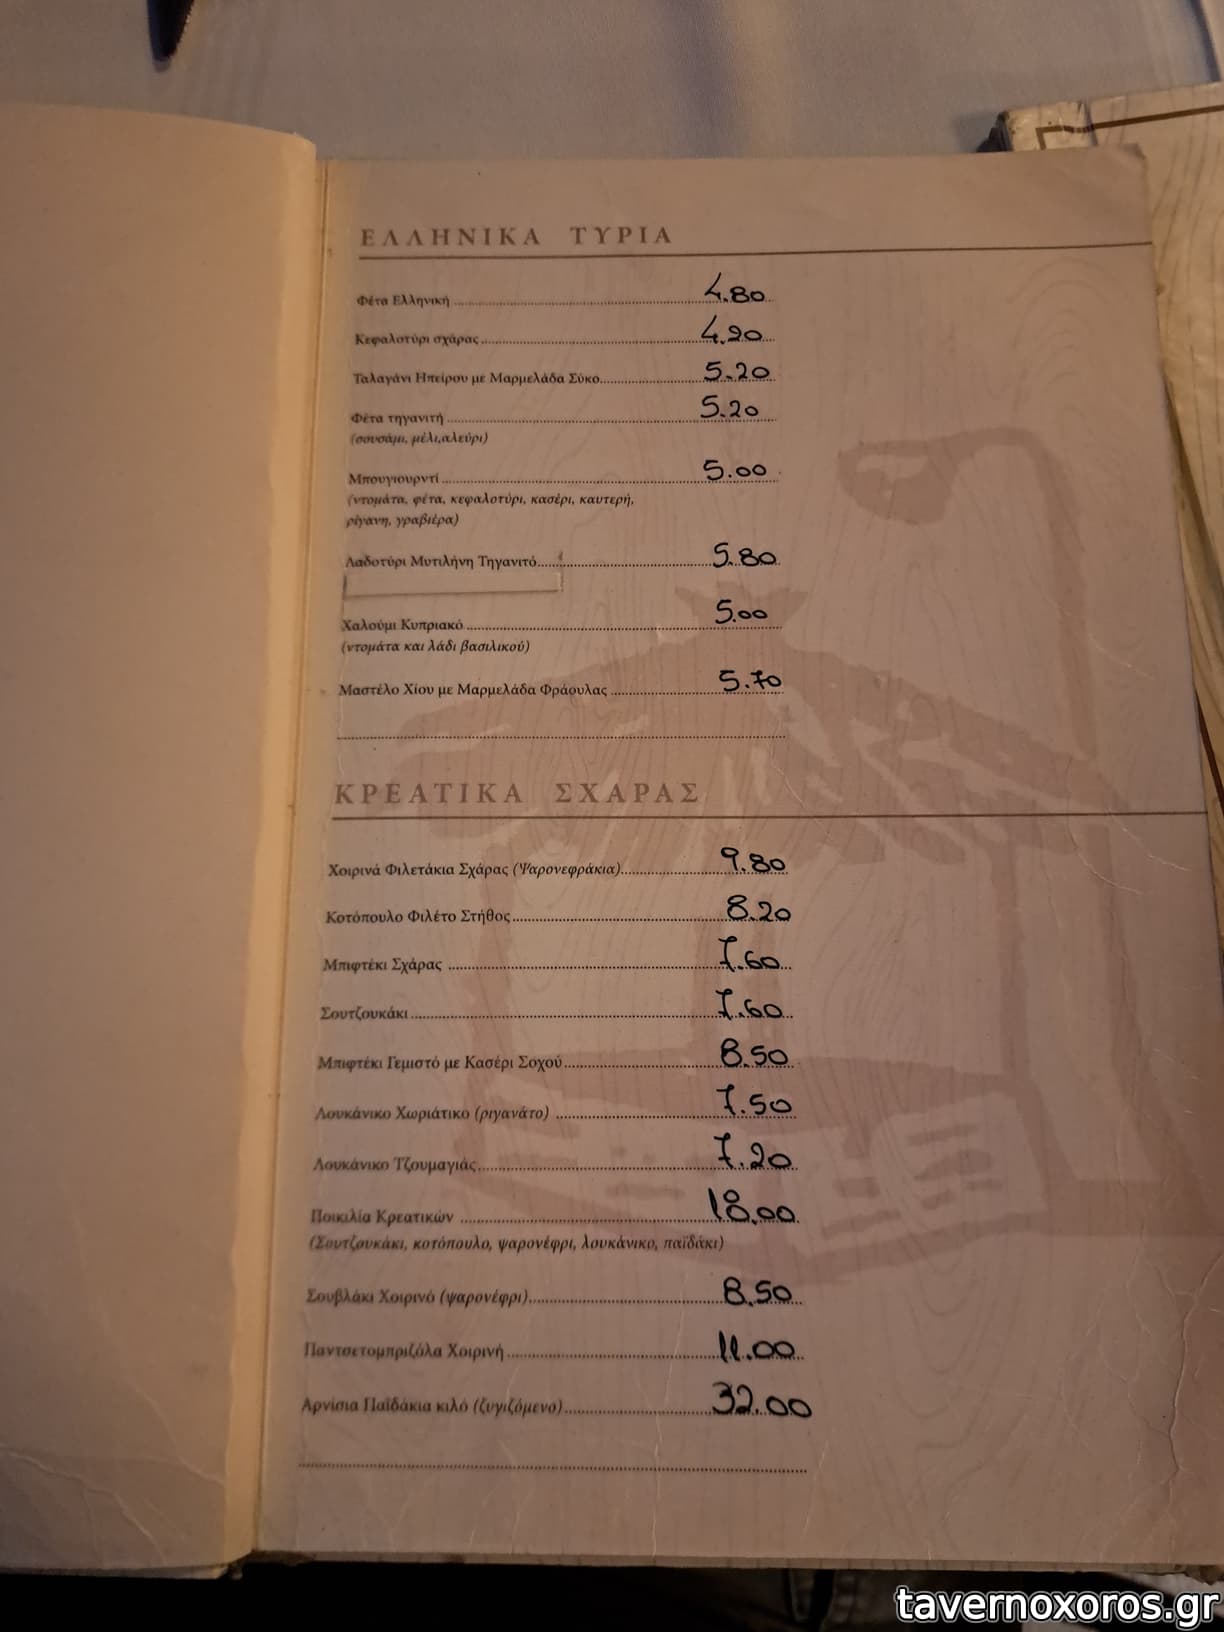 ΕΛΛΗΝΙΚΑ ΤΥΡΙΑ
Φέτα Ελληνική 4.80
Κεφαλοτύρι σχάρας 4.90
Ταλαγάνι Ηπείρου με Μαρμελάδα Σύκο 5.20
Φέτα τηγανιτή 5.20
(σουσάμι, μέλι,αλεύρι)
Μπουγιουρντί 5.00
(ντομάτα, φέτα, κεφαλοτύρι, κασέρι, καυτερή,
ρίγανη, γραβιέρα)
Λαδοτύρι Μυτιλήνη Τηγανιτό 5.80
Χαλούμι Κυπριακό 5.00
(ντομάτα και λάδι βασιλικού)
Μαστέλο Χίου με Μαρμελάδα Φράουλας 5.70
ΚΡΕΑΤΙΚΑ ΣΧΑΡΑΣ
Χοιρινά Φιλετάκια Σχάρας (Ψαρονεφράκια) 9.80
Κοτόπουλο Φιλέτο Στήθος 8.20
Μπιφτέκι Σχάρας 7.60
Σουτζουκάκι 7.60
Μπιφτέκι Γεμιστό με Κασέρι Σοχού 8.50
Λουκάνικο Χωριάτικο (ριγανάτο) 7.50
Λουκάνικο Τζουμαγιάς 7.20
Ποικιλία Κρεατικών 18.00
(Σουτζουκάκι, κοτόπουλο, ψαρονέφρι, λουκάνικο, παϊδάκι)
Σουβλάκι Χοιρινό (ψαρονέφρι) 8.50
Παντσετομπριζόλα Χοιρινή 11.00
Αρνίσια Παϊδάκια κιλό (ζυγιζόμενο) 32.00
tavernoxoros.gr